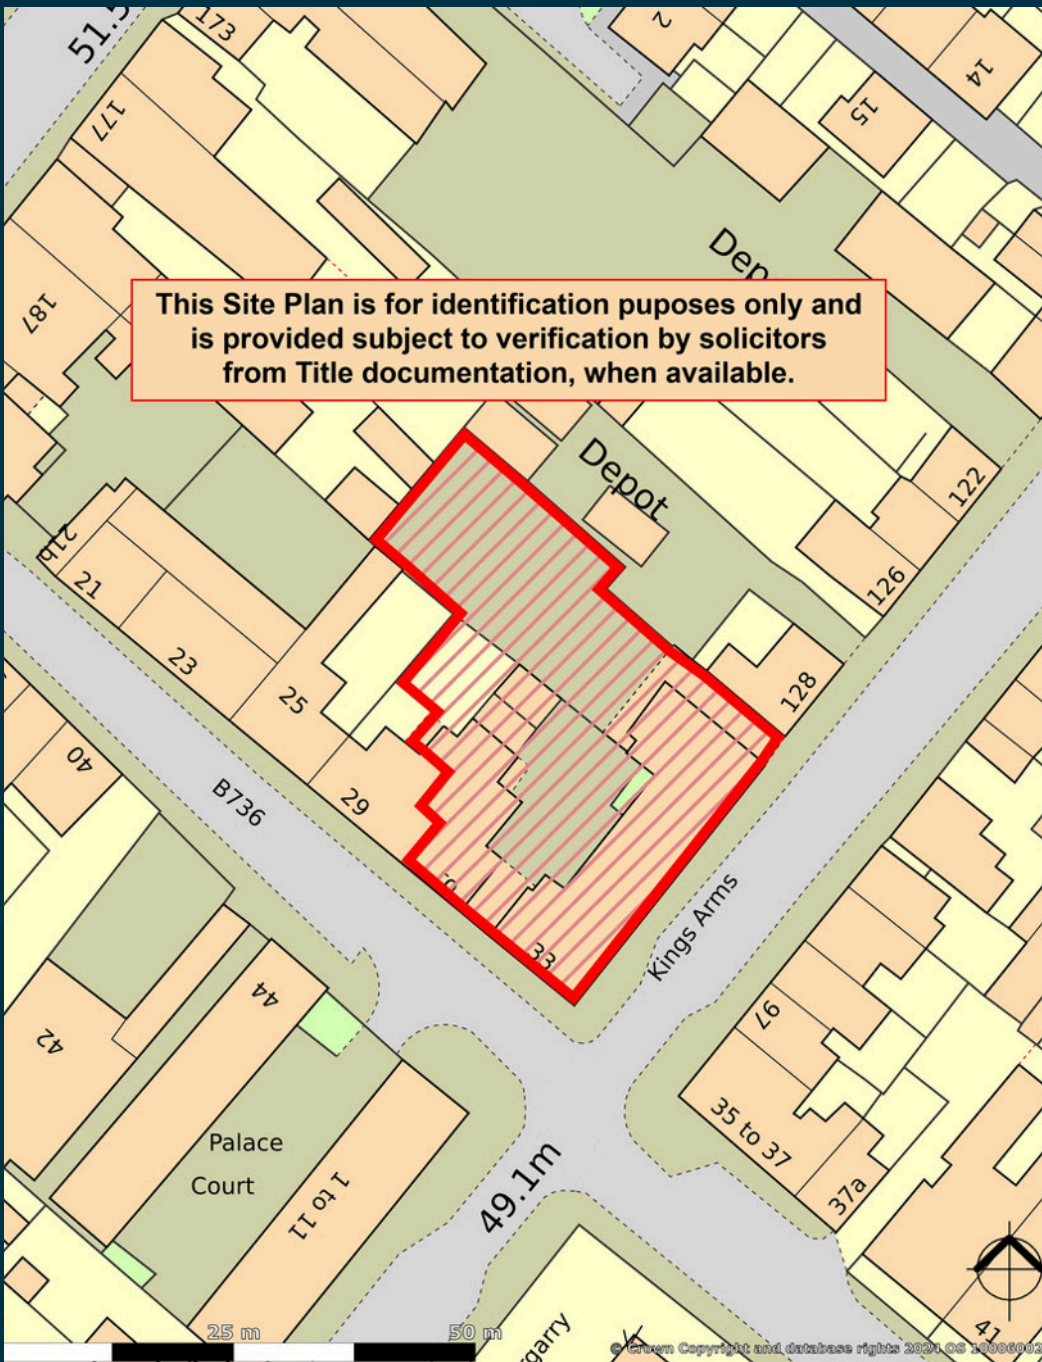 173
2
14
177
15
187
This Site Plan is for identification puposes only and
is provided subject to verification by solicitors
from Title documentation, when available.
Depot
122
126
21b
21
23
25
128
40
B736
29
33
Kings Arms
44
42
97
35 to 37
37a
Palace
Court
1 to 11
49.1m
41
25 m
50 m